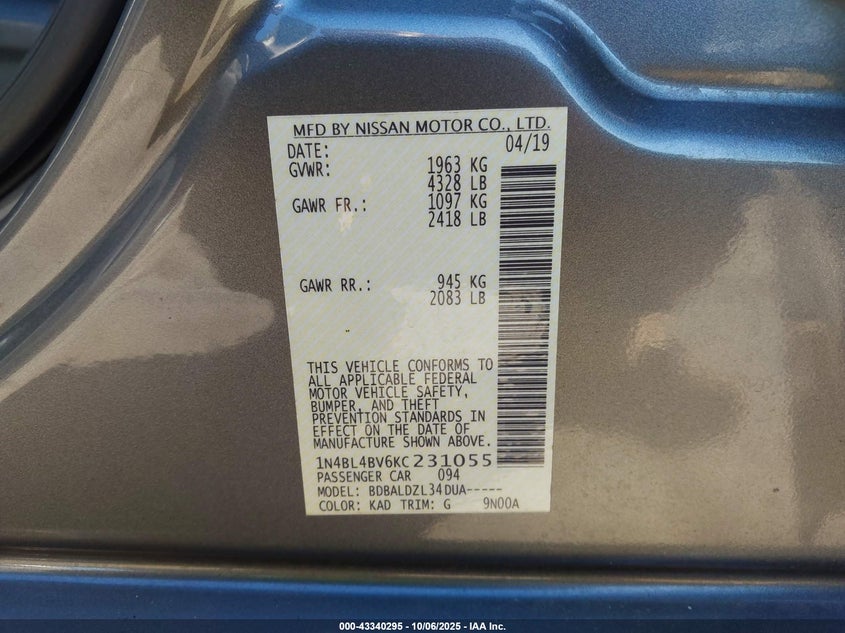 MFD BY NISSAN MOTOR CO., LTD.
DATE: 04/19
GVWR: 1963 KG
4328 LB
GAWR FR.: 1097 KG
2418 LB
GAWR RR.: 945 KG
2083 LB
THIS VEHICLE CONFORMS TO
ALL APPLICABLE FEDERAL
MOTOR VEHICLE SAFETY,
BUMPER, AND THEFT
PREVENTION STANDARDS IN
EFFECT ON THE DATE OF
MANUFACTURE SHOWN ABOVE.
1N4BL4BV6KC231055
PASSENGER CAR 094
MODEL: BDBALDZL34DUA-----
COLOR: KAD TRIM: G 9N00A
000-43340295 - 10/06/2025 - IAA Inc.